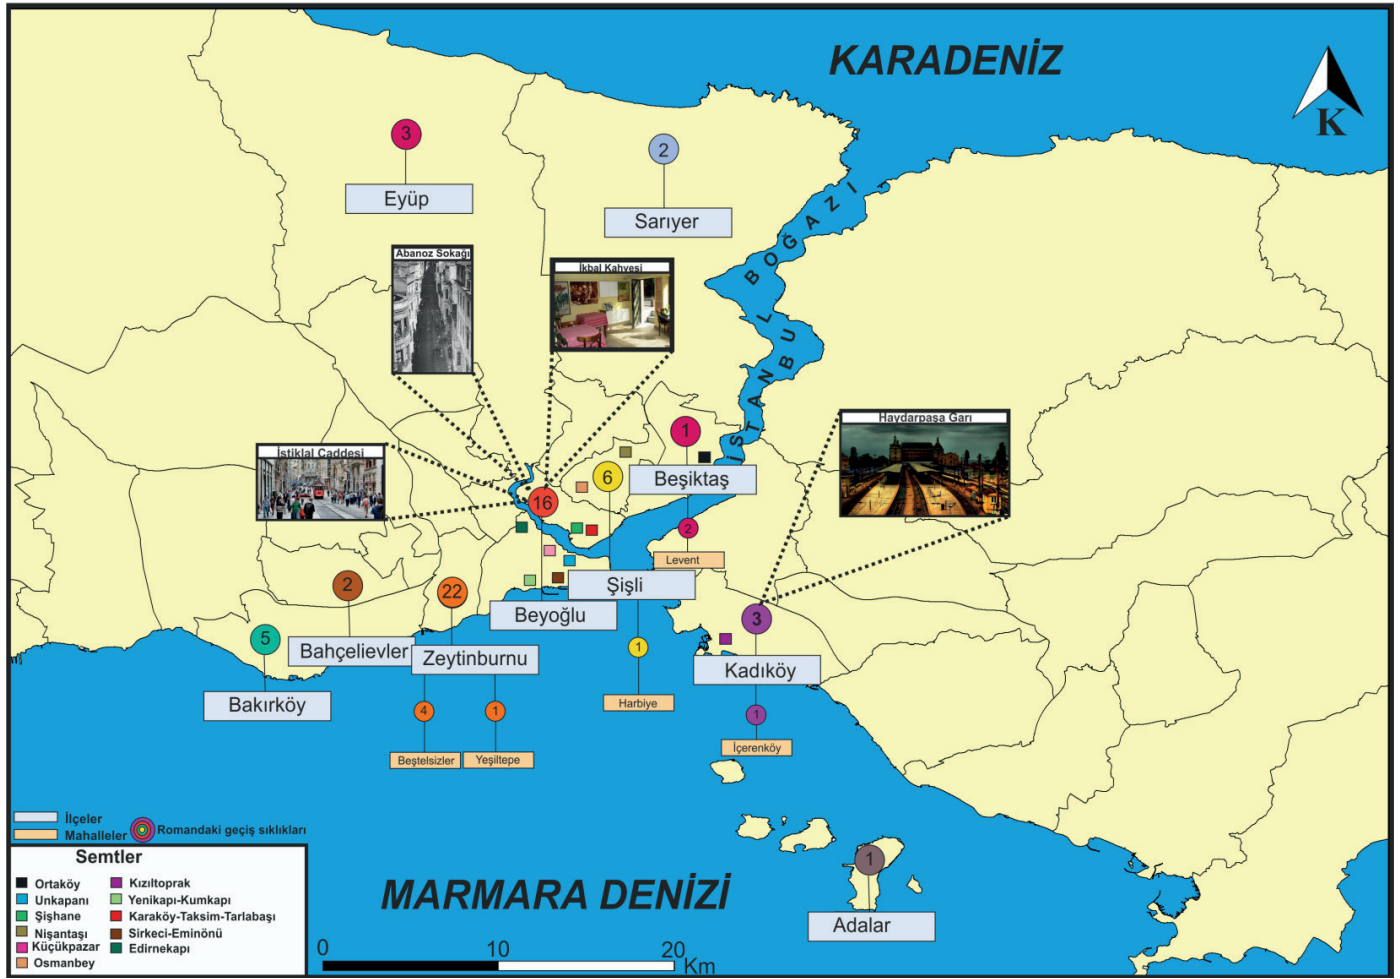 KARADENİZ
K
3
Eyüp
2
Sarıyer
İSTANBUL BOĞAZI
Abanoz Sokağı
İkbal Kahvesi
İstiklal Caddesi
Haydarpaşa Garı
1
Beşiktaş
6
16
2
Levent
Şişli
Beyoğlu
2
Bahçelievler
22
Zeytinburnu
5
Bakırköy
3
Kadıköy
1
Harbiye
4
Beştelsizler
1
Yeşiltepe
1
İçerenköy
1
Adalar
MARMARA DENİZİ
0 10 20
Km
İlçeler
Mahalleler
Romandaki geçiş sıklıkları
Semtler
Ortaköy
Unkapanı
Şişhane
Nişantaşı
Küçükpazar
Osmanbey
Kızıltoprak
Yenikapı-Kumkapı
Karaköy-Taksim-Tarlabaşı
Sirkeci-Eminönü
Edirnekapı